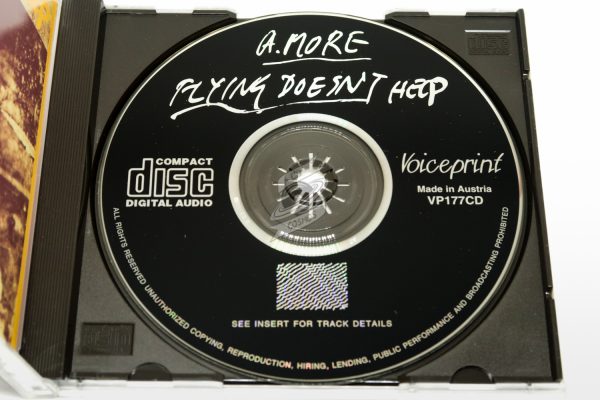 A. MORE
FLYING DOESN'T HELP
COMPACT
disc
DIGITAL AUDIO
Voiceprint
Made in Austria
VP177CD
SEE INSERT FOR TRACK DETAILS
ALL RIGHTS RESERVED UNAUTHORIZED COPYING, REPRODUCTION, HIRING, LENDING, PUBLIC PERFORMANCE AND BROADCASTING PROHIBITED